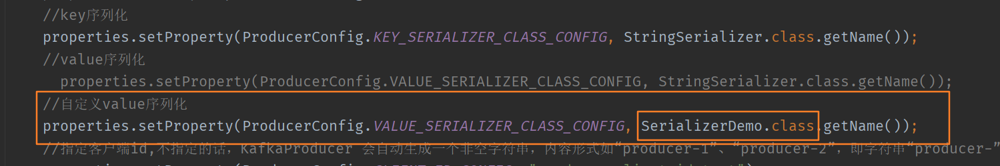 //key序列化
properties.setProperty(ProducerConfig.KEY_SERIALIZER_CLASS_CONFIG, StringSerializer.class.getName());
//value序列化
properties.setProperty(ProducerConfig.VALUE_SERIALIZER_CLASS_CONFIG, StringSerializer.class.getName());
//自定义value序列化
properties.setProperty(ProducerConfig.VALUE_SERIALIZER_CLASS_CONFIG, SerializerDemo.class.getName());
//指定客户端id,不指定的话，KafkaProducer 会自动生成一个非空字符串，内容形式如“producer-1”、“producer-2”，即字符串“producer-”